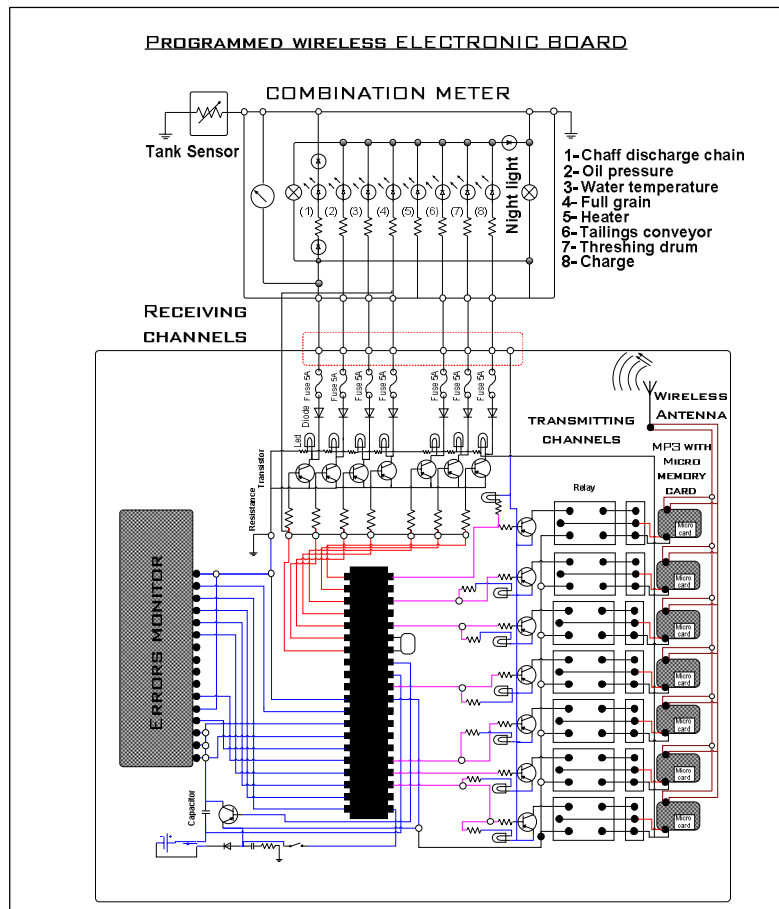 PROGRAMMED WIRELESS ELECTRONIC BOARD
COMBINATION METER
Tank Sensor
(1)
(2)
(3)
(4)
(5)
(6)
(7)
(8)
Night light
1- Chaff discharge chain
2- Oil pressure
3- Water temperature
4- Full grain
5- Heater
6- Tailings conveyor
7- Threshing drum
8- Charge
RECEIVING
CHANNELS
Fuse 5A
Fuse 5A
Fuse 5A
Fuse 5A
Fuse 5A
Fuse 5A
Fuse 5A
Diode
Led
Transistor
Resistance
WIRELESS
ANTENNA
TRANSMITTING
CHANNELS
MP3 WITH
MICRO
MEMORY
CARD
Relay
Micro
card
Micro
card
Micro
card
Micro
card
Micro
card
Micro
card
Micro
card
ERRORS MONITOR
Capacitor
+
-